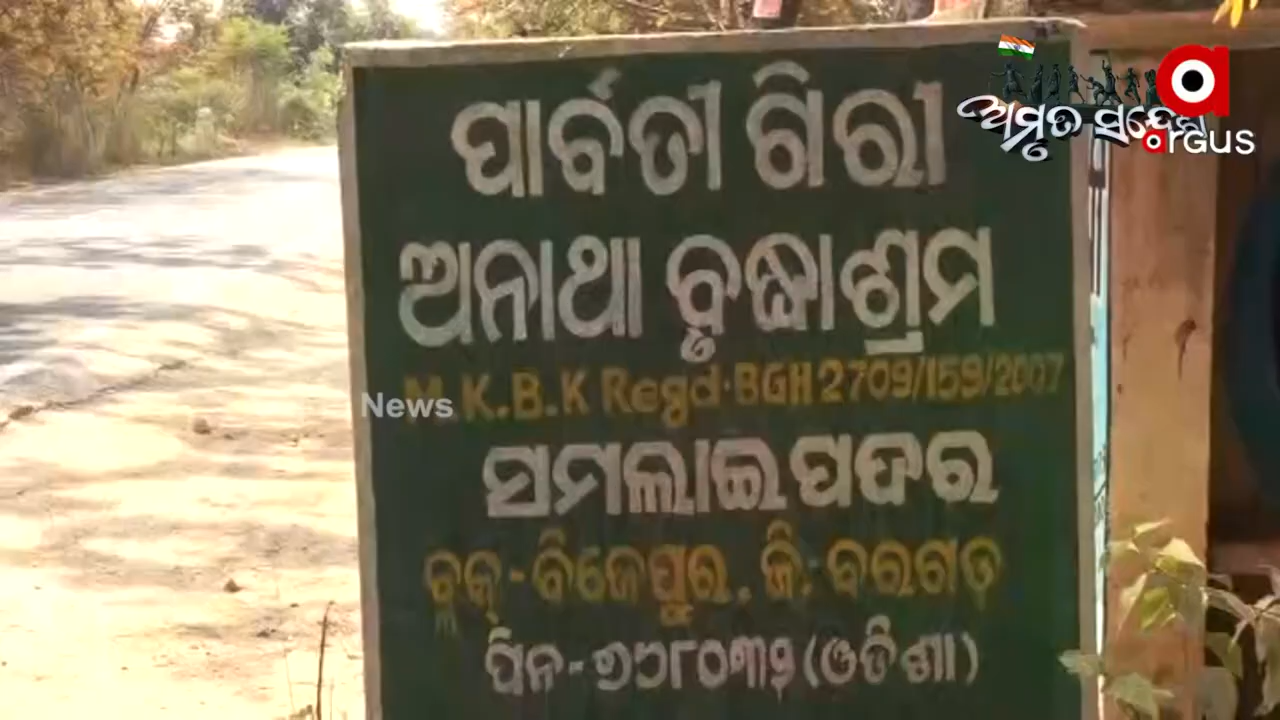 ପାର୍ବତୀ ଗିରୀ
ଅନାଥା ବୃଦ୍ଧାଶ୍ରମ
M.K.B.K Regd.BGH 2709/159/2007
ସମଲାଇପଦର
ବ୍ଲକ୍-ବିଜେପୁର. ଜି: ବରଗଡ଼
ପିନ-୭୬୮୦୩୨ (ଓଡିଶା)
News
ଅମୃତ ସନ୍ଦେଶ
argus